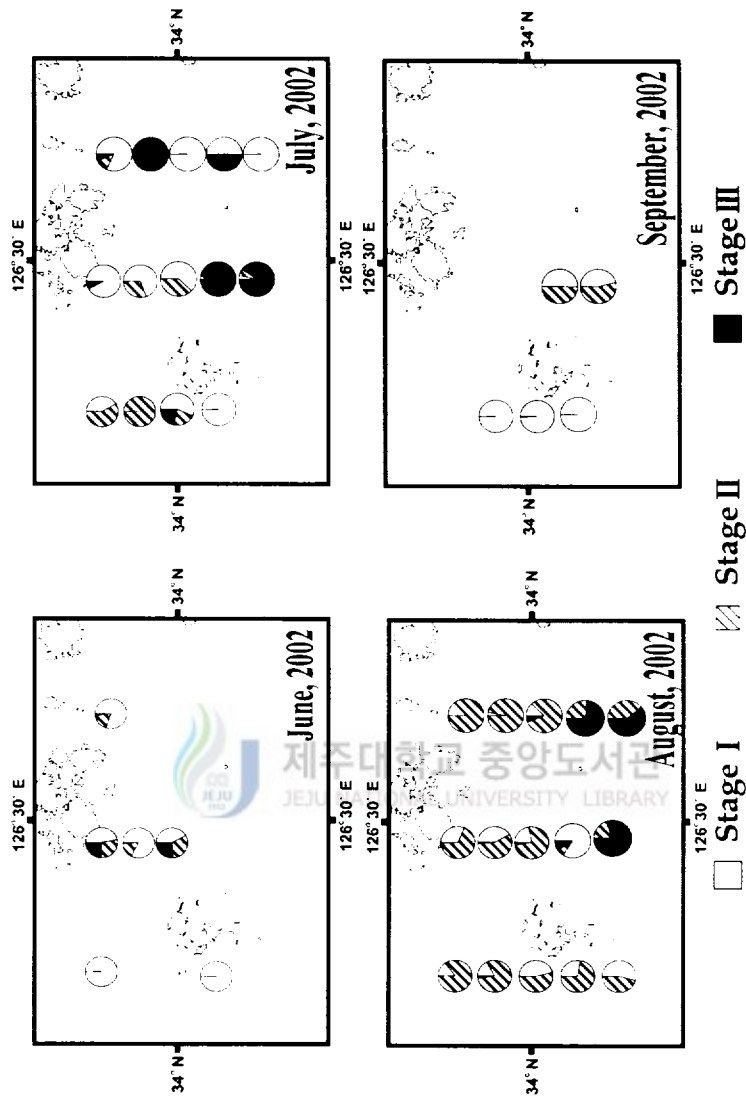 126° 30′ E
34° N
34° N
June, 2002
126° 30′ E
126° 30′ E
34° N
34° N
July, 2002
126° 30′ E
34° N
34° N
August, 2002
34° N
34° N
September, 2002
Stage I
Stage II
Stage III
제주대학교 중앙도서관
JEJU NATIONAL UNIVERSITY LIBRARY
JEJU
1952